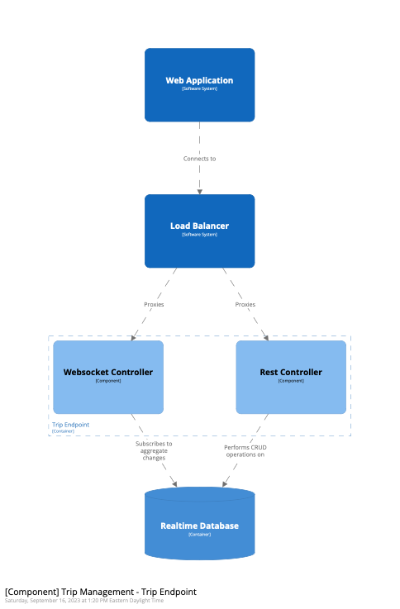 Web Application
[Software System]
Connects to
Load Balancer
[Software System]
Proxies
Proxies
Websocket Controller
[Component]
Rest Controller
[Component]
Trip Endpoint
[Container]
Subscribes to
aggregate
changes
Performs CRUD
operations on
Realtime Database
[Container]
[Component] Trip Management - Trip Endpoint
Saturday, September 16, 2023 at 1:20 PM Eastern Daylight Time